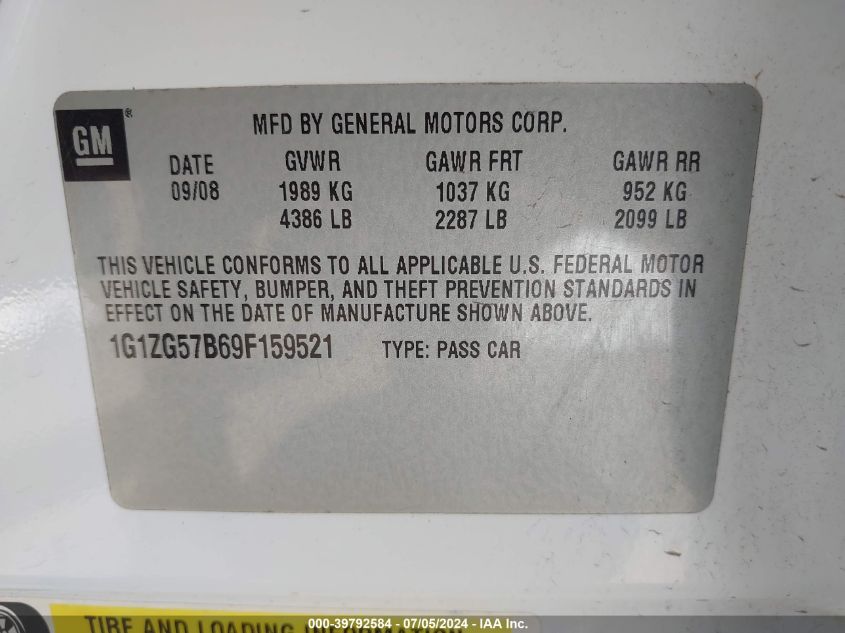 GM®
MFD BY GENERAL MOTORS CORP.
DATE GVWR GAWR FRT GAWR RR
09/08 1989 KG 1037 KG 952 KG
4386 LB 2287 LB 2099 LB
THIS VEHICLE CONFORMS TO ALL APPLICABLE U.S. FEDERAL MOTOR
VEHICLE SAFETY, BUMPER, AND THEFT PREVENTION STANDARDS IN
EFFECT ON THE DATE OF MANUFACTURE SHOWN ABOVE.
1G1ZG57B69F159521 TYPE: PASS CAR
TIRE AND LOADING INFORMATION
000-39792584 - 07/05/2024 - IAA Inc.